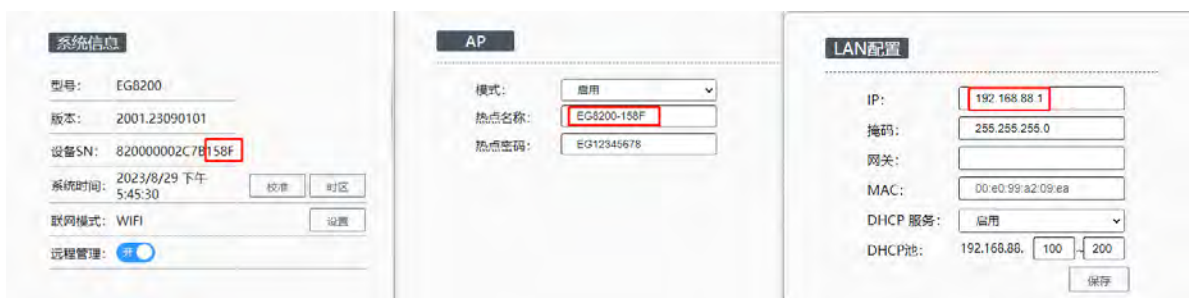 系统信息
型号: EG8200
版本: 2001.23090101
设备SN: 820000002C7B158F
系统时间: 2023/8/29 下午
5:45:30
校准 时区
联网模式: WIFI 设置
远程管理: 开
AP
模式: 启用
热点名称: EG8200-158F
热点密码: EG12345678
LAN配置
IP: 192.168.88.1
掩码: 255.255.255.0
网关:
MAC: 00:e0:99:a2:09:ea
DHCP 服务: 启用
DHCP池: 192.168.88. 100 - 200
保存